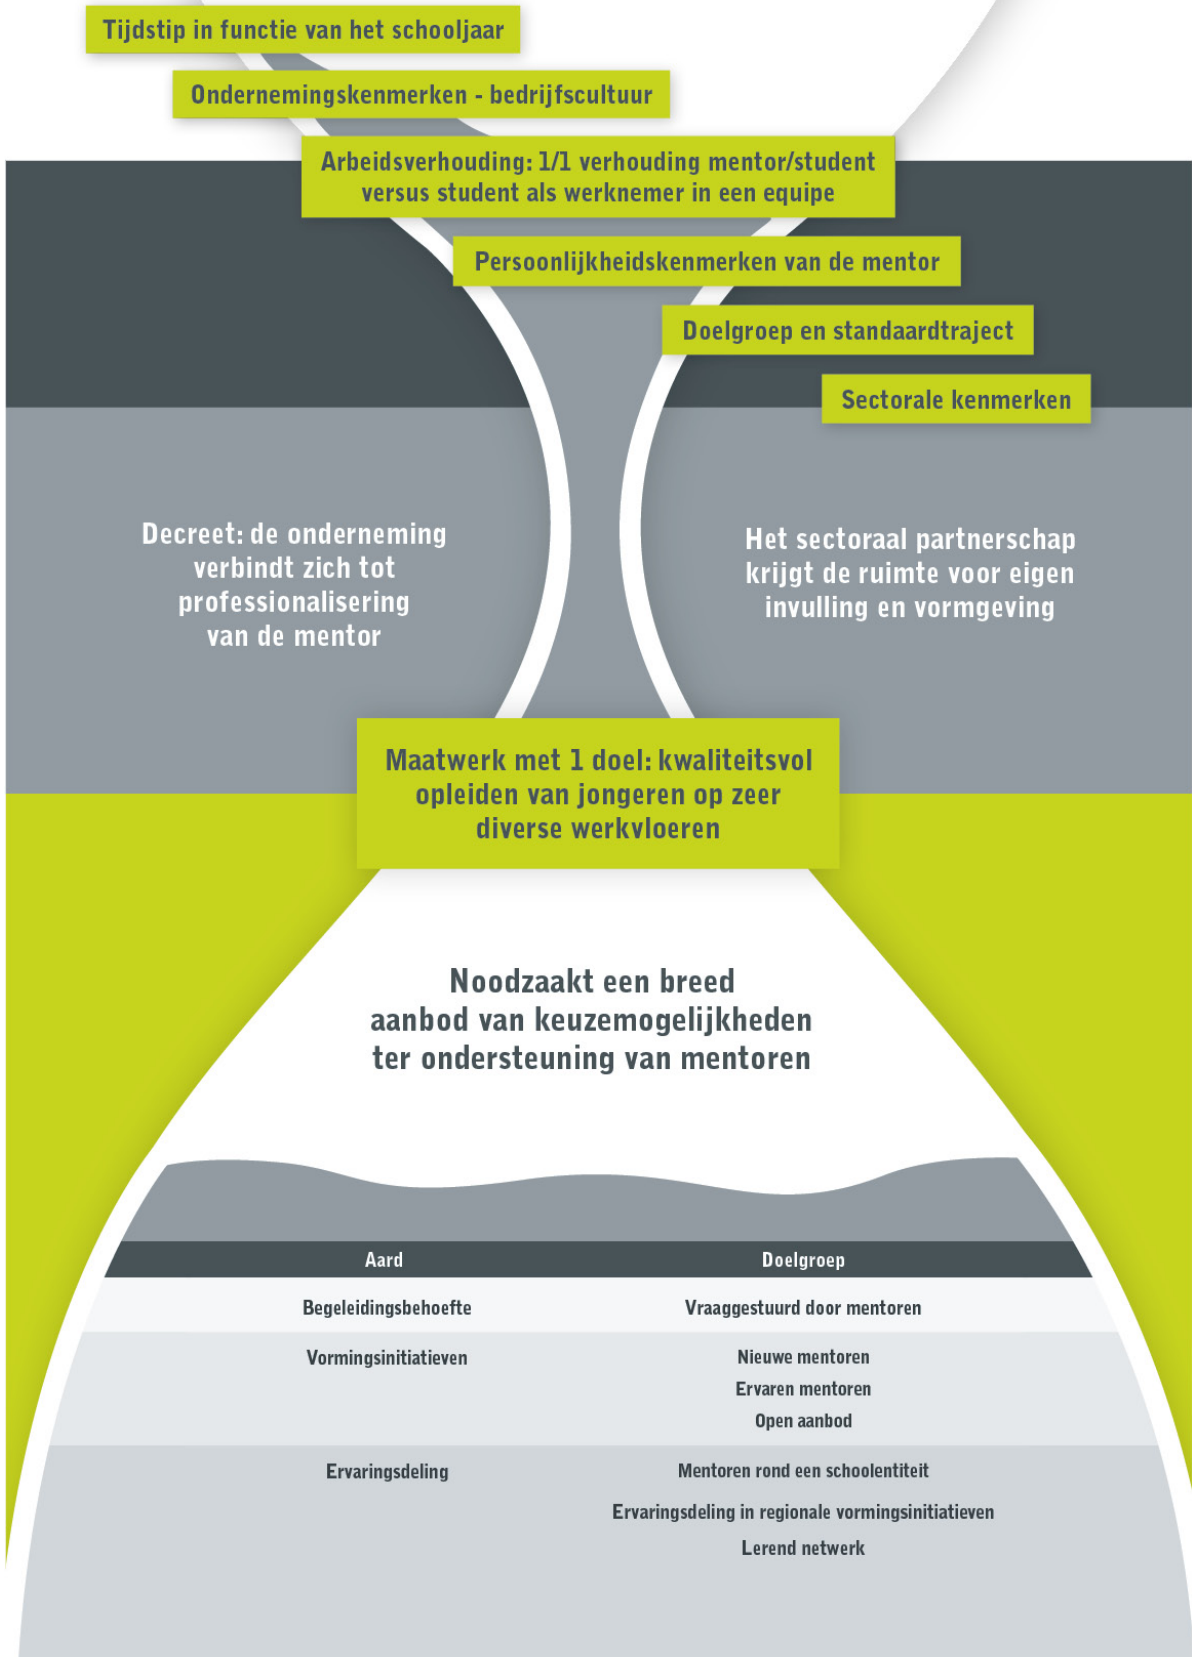 Tijdstip in functie van het schooljaar
Ondernemingskenmerken - bedrijfscultuur
Arbeidsverhouding: 1/1 verhouding mentor/student
versus student als werknemer in een equipe
Persoonlijkheidskenmerken van de mentor
Doelgroep en standaardtraject
Sectorale kenmerken
Decreet: de onderneming
verbindt zich tot
professionalisering
van de mentor
Het sectoraal partnerschap
krijgt de ruimte voor eigen
invulling en vormgeving
Maatwerk met 1 doel: kwaliteitsvol
opleiden van jongeren op zeer
diverse werkvloeren
Noodzaakt een breed
aanbod van keuzemogelijkheden
ter ondersteuning van mentoren
Aard Doelgroep
Begeleidingsbehoefte Vraaggestuurd door mentoren
Vormingsinitiatieven Nieuwe mentoren
Ervaren mentoren
Open aanbod
Ervaringsdeling Mentoren rond een schoolentiteit
Ervaringsdeling in regionale vormingsinitiatieven
Lerend netwerk